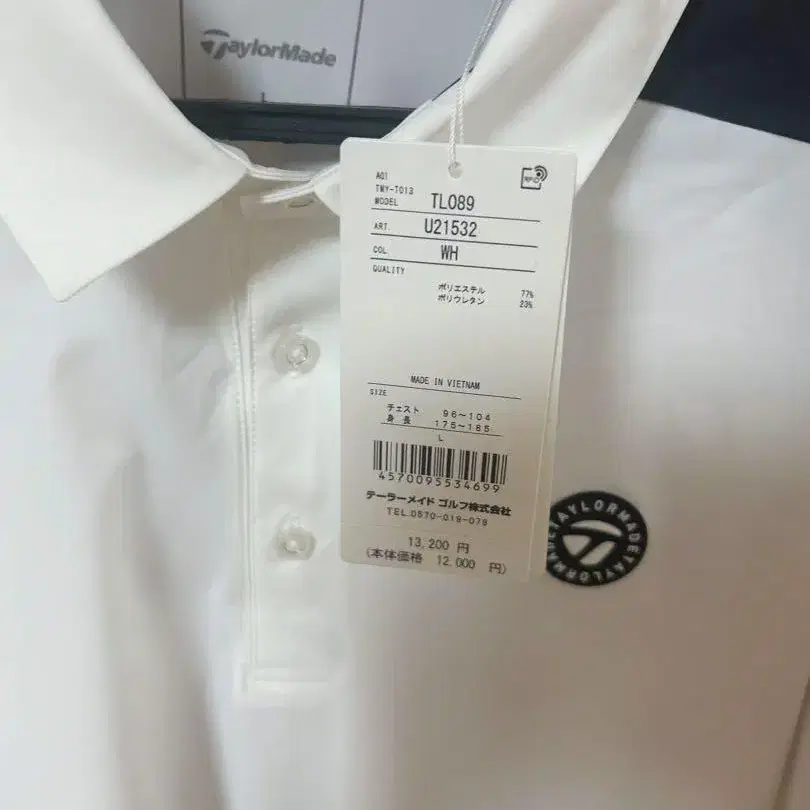 TaylorMade
A01
TMY-T013
MODEL TL089
ART. U21532
COL WH
QUALITY
ポリエステル 77%
ポリウレタン 23%
MADE IN VIETNAM
SIZE
チェスト 96~104
身長 175~185
L
4570095534699
テーラーメイド ゴルフ株式会社
TEL.0570-019-079
13,200 円
(本体価格 12,000 円)
TAYLORMADE
TAYLORMADE